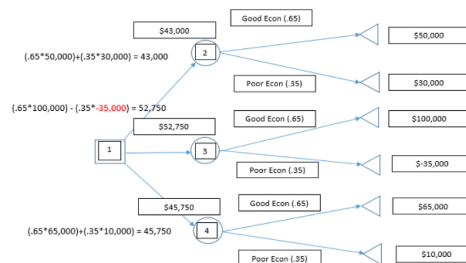 $43,000
Good Econ (.65)
2
$50,000
(.65*50,000)+(.35*30,000) = 43,000
Poor Econ (.35)
$30,000
(.65*100,000) - (.35*-35,000) = 52,750
Good Econ (.65)
$100,000
$52,750
1
3
Poor Econ (.35)
$-35,000
$45,750
Good Econ (.65)
$65,000
(.65*65,000)+(.35*10,000) = 45,750
4
Poor Econ (.35)
$10,000